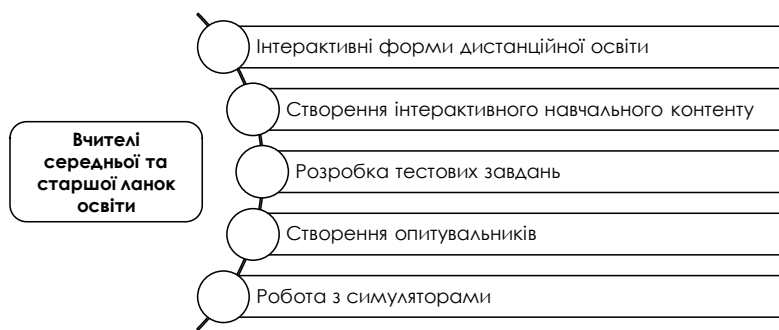 Інтерактивні форми дистанційної освіти
Створення інтерактивного навчального контенту
Вчителі
середньої та
старшої ланок
освіти
Розробка тестових завдань
Створення опитувальників
Робота з симуляторами